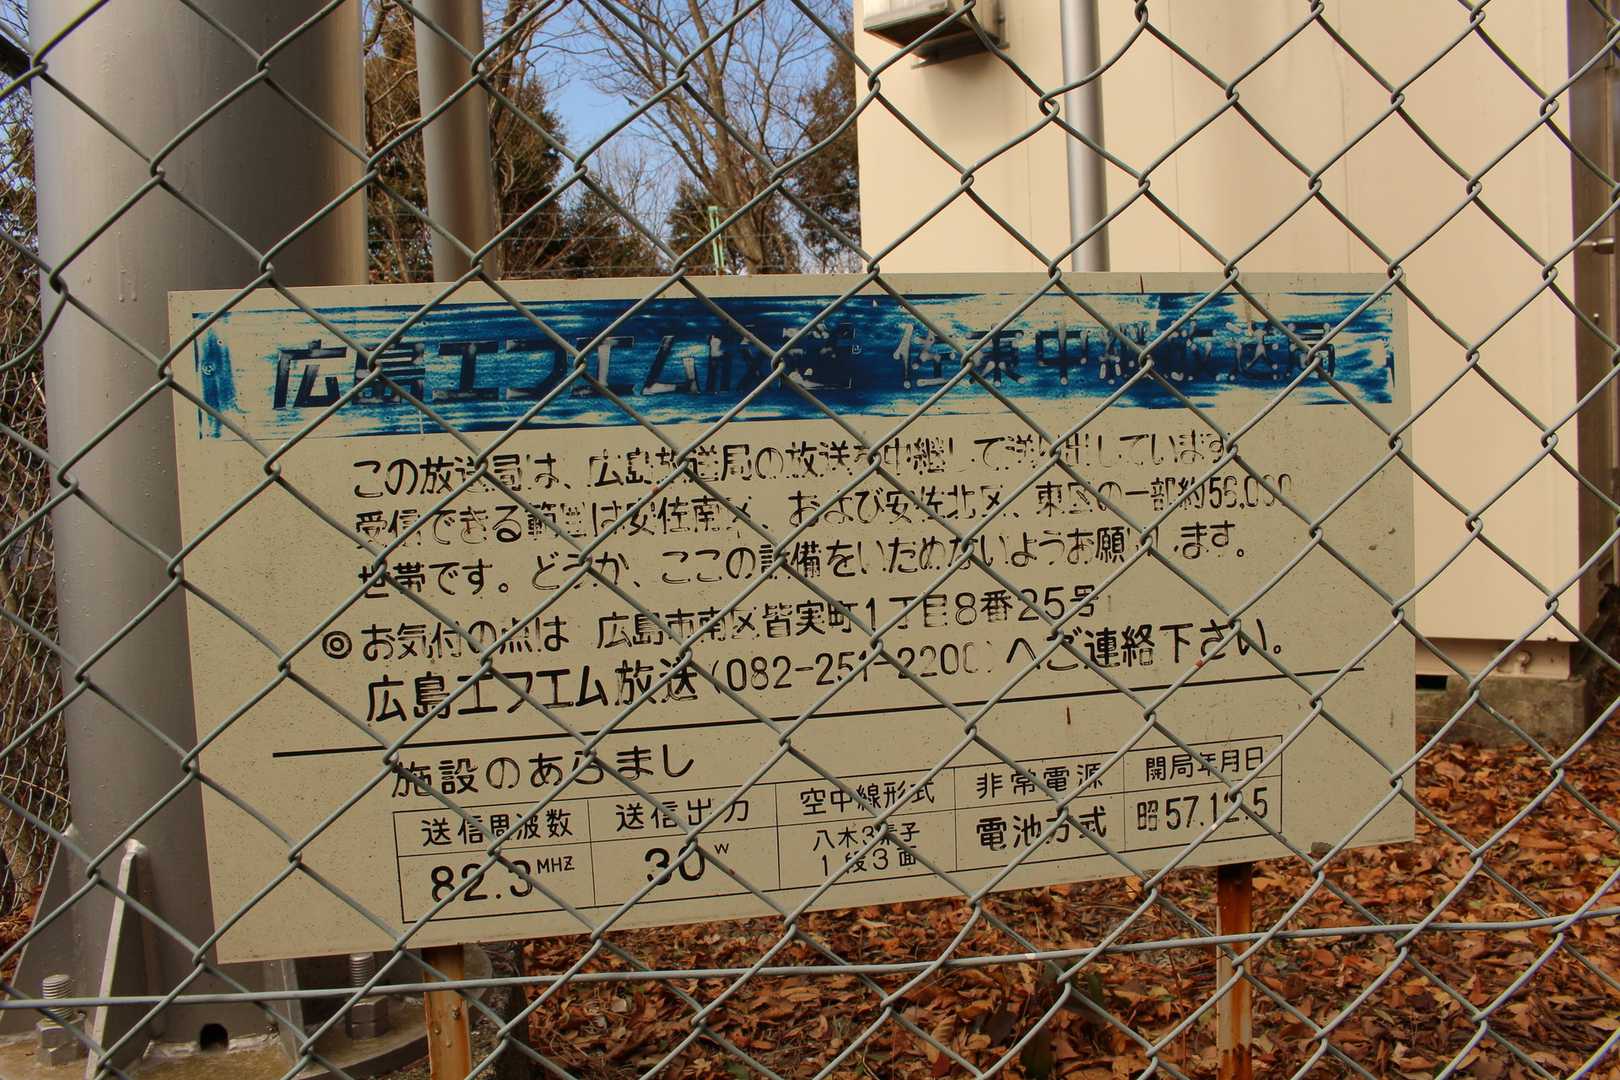 広島エフエム放送 佐東中継放送局
この放送局は、広島放送局の放送を中継して送り出しています。
受信できる範囲は安佐南区、および安佐北区、東区の一部約56,000
世帯です。どうか、ここの設備をいためないようお願いします。
◎お気付の点は 広島市南区皆実町1丁目8番25号
広島エフエム放送(082-251-2200)へご連絡下さい。
施設のあらまし
送信周波数 送信出力 空中線形式 非常電源 開局年月日
82.3MHZ 30W 八木3素子 1段3面 電池方式 昭57.12.5